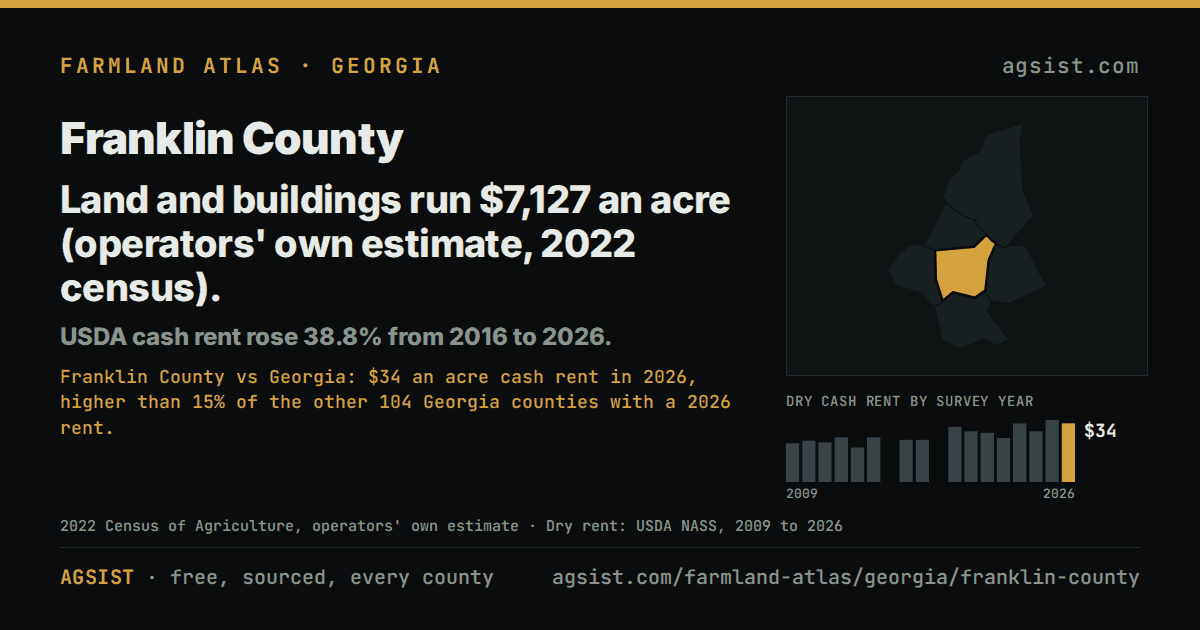 FARMLAND ATLAS · GEORGIA
agsist.com
Franklin County
Land and buildings run $7,127 an acre
(operators' own estimate, 2022
census).
USDA cash rent rose 38.8% from 2016 to 2026.
Franklin County vs Georgia: $34 an acre cash rent in 2026,
higher than 15% of the other 104 Georgia counties with a 2026
rent.
DRY CASH RENT BY SURVEY YEAR
$34
2009 2026
2022 Census of Agriculture, operators' own estimate · Dry rent: USDA NASS, 2009 to 2026
AGSIST · free, sourced, every county
agsist.com/farmland-atlas/georgia/franklin-county